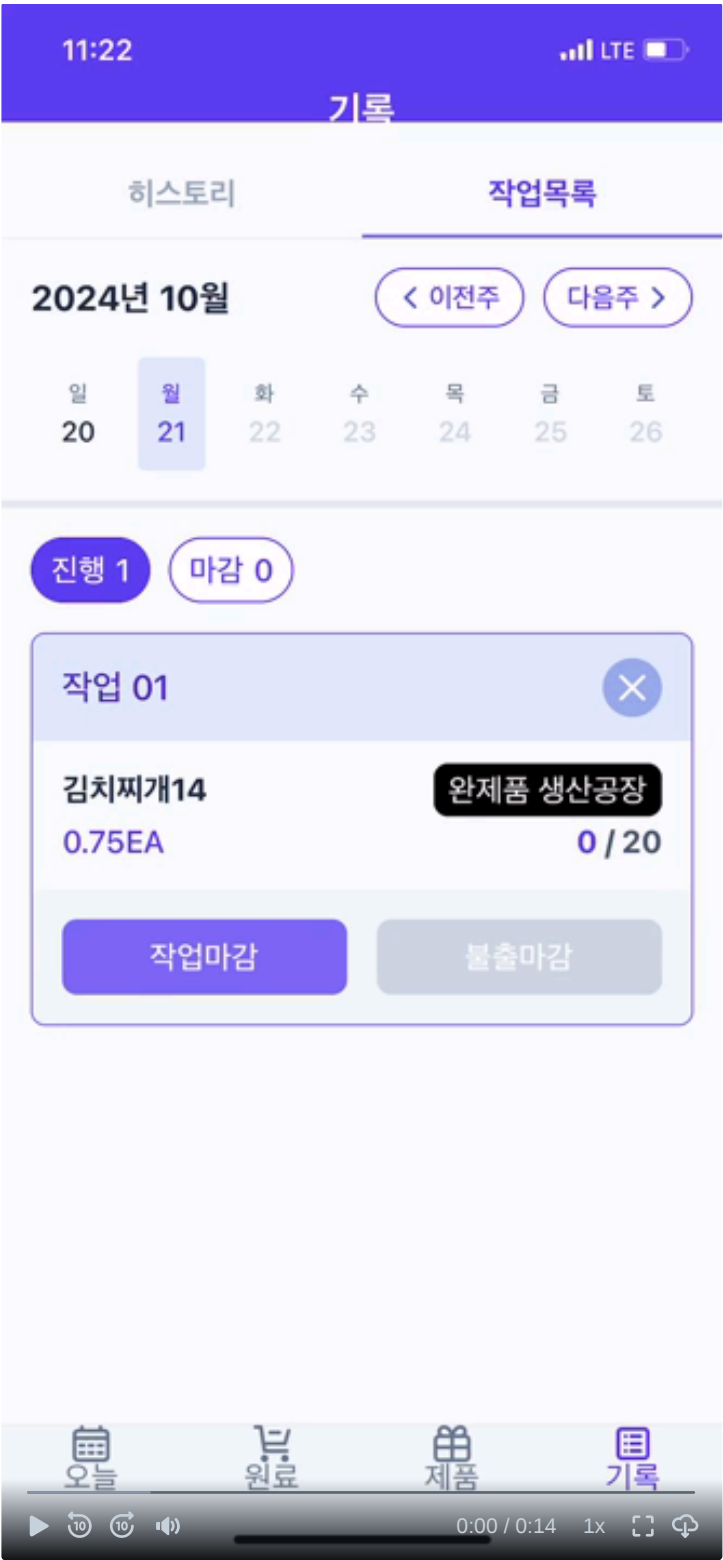 11:22 LTE
기록
히스토리 작업목록
2024년 10월 이전주 다음주
일 월 화 수 목 금 토
20 21 22 23 24 25 26
진행 1 마감 0
작업 01
김치찌개14 완제품 생산공장
0.75EA 0 / 20
작업마감 불출마감
오늘 원료 제품 기록
10 10 0:00 / 0:14 1x